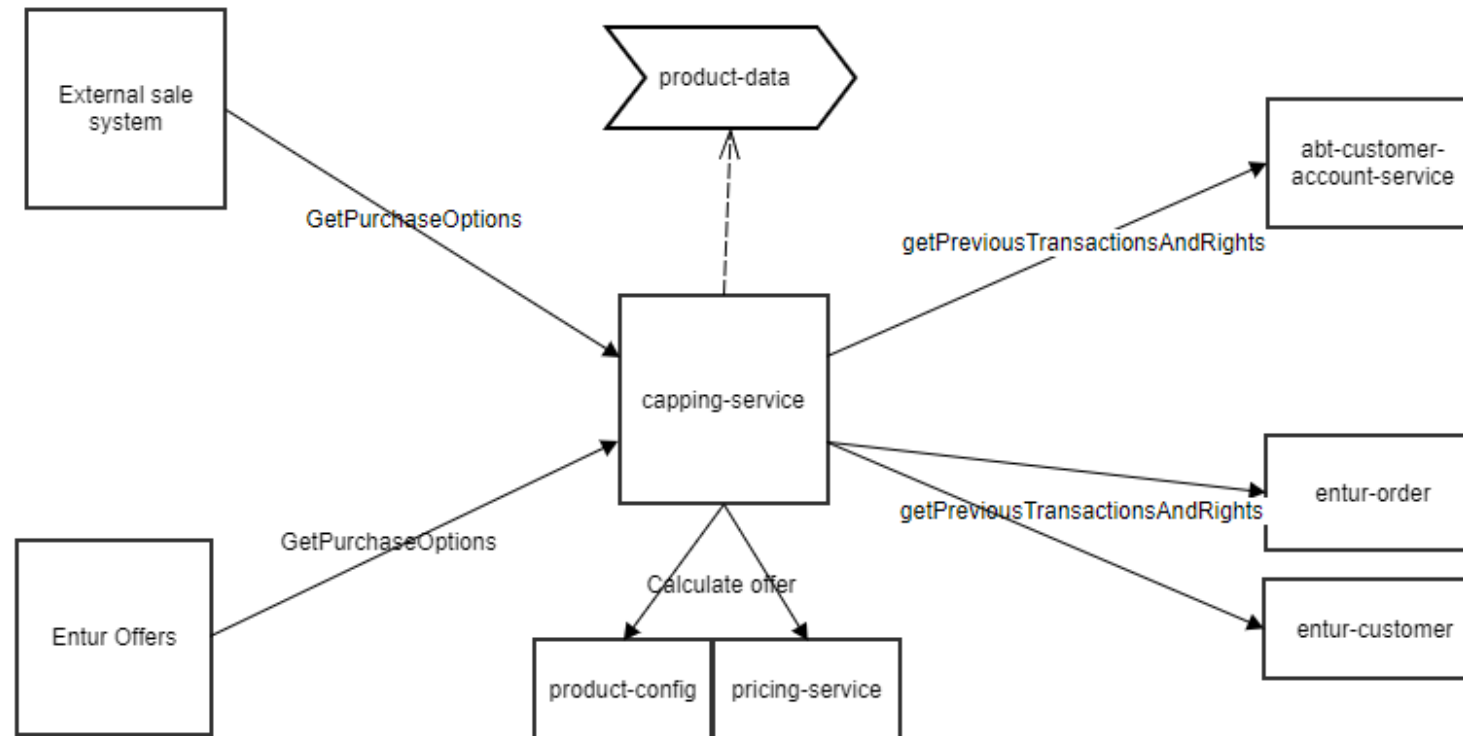 External sale
system
product-data
abt-customer-
account-service
GetPurchaseOptions
getPreviousTransactionsAndRights
capping-service
entur-order
getPreviousTransactionsAndRights
GetPurchaseOptions
Calculate offer
Entur Offers
entur-customer
product-config
pricing-service